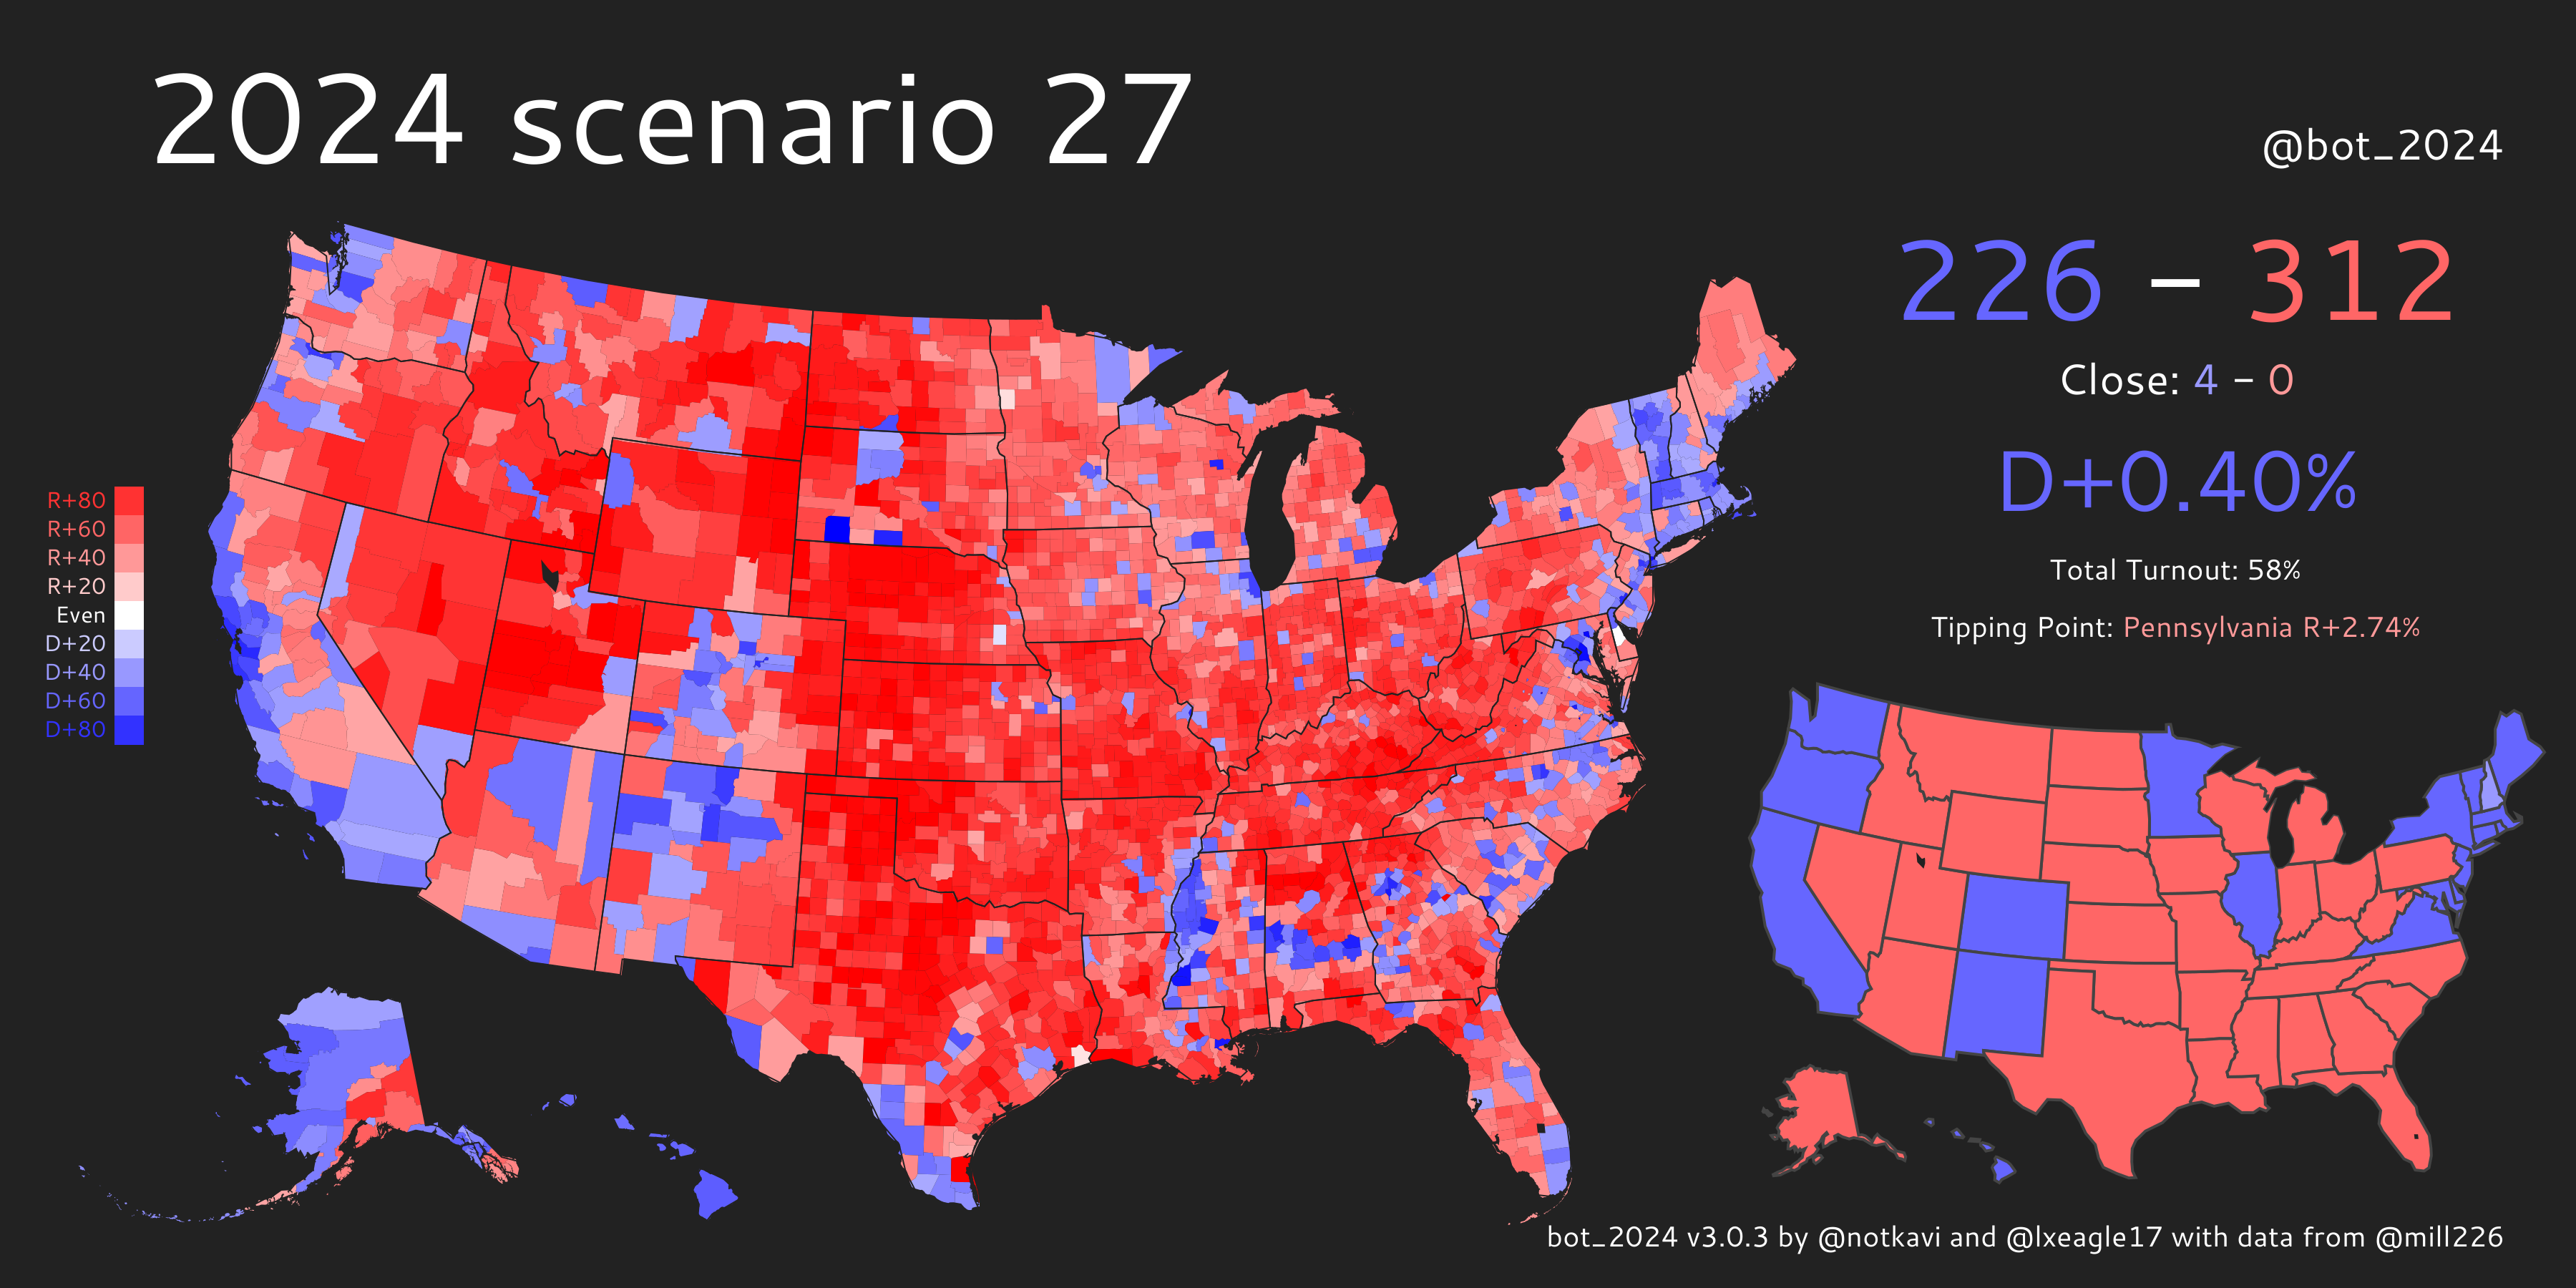 2024 scenario 27
@bot_2024
226 – 312
Close: 4 – 0
D+0.40%
Total Turnout: 58%
Tipping Point: Pennsylvania R+2.74%
R+80
R+60
R+40
R+20
Even
D+20
D+40
D+60
D+80
bot_2024 v3.0.3 by @notkavi and @lxeagle17 with data from @mill226